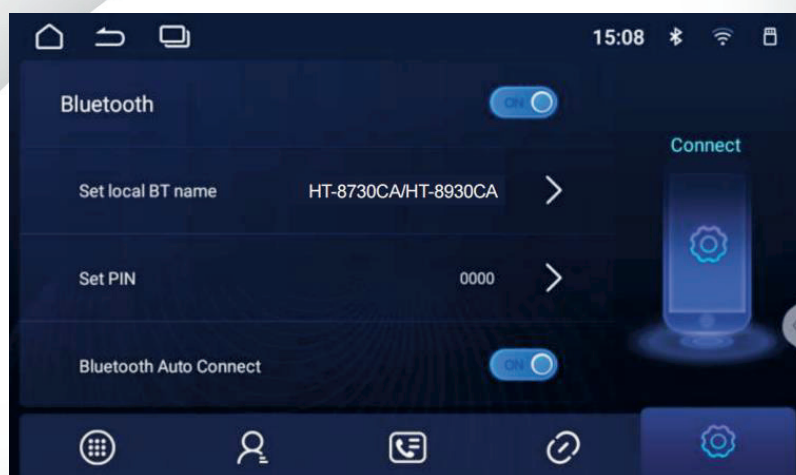 15:08
Bluetooth
ON
Connect
Set local BT name HT-8730CA/HT-8930CA
Set PIN 0000
Bluetooth Auto Connect
ON